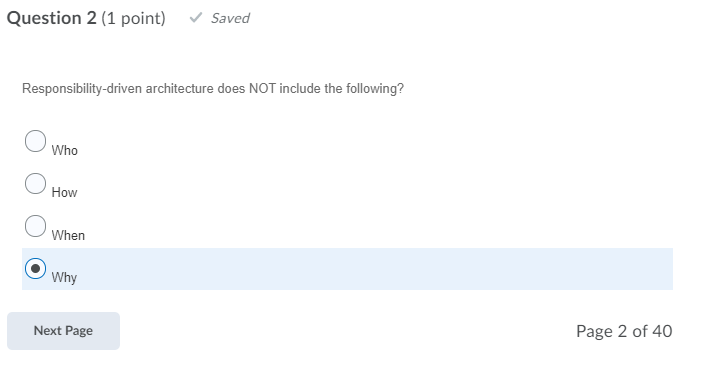 Question 2 (1 point) Saved
Responsibility-driven architecture does NOT include the following?
Who
How
When
Why
Next Page Page 2 of 40